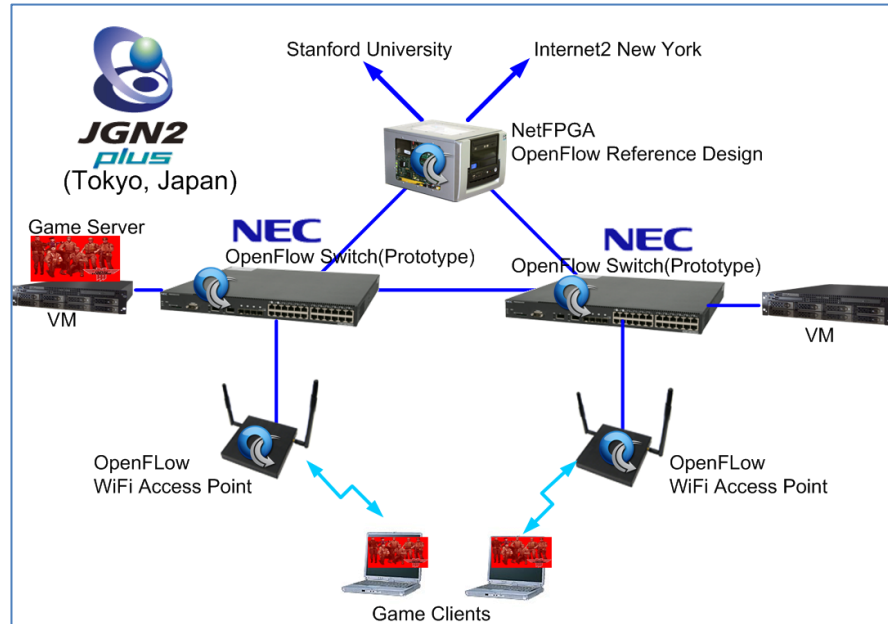 Stanford University
Internet2 New York
JGN2
plus
(Tokyo, Japan)
NetFPGA
OpenFlow Reference Design
Game Server
NEC
OpenFlow Switch(Prototype)
NEC
OpenFlow Switch(Prototype)
VM
VM
OpenFLow
WiFi Access Point
OpenFLow
WiFi Access Point
Game Clients